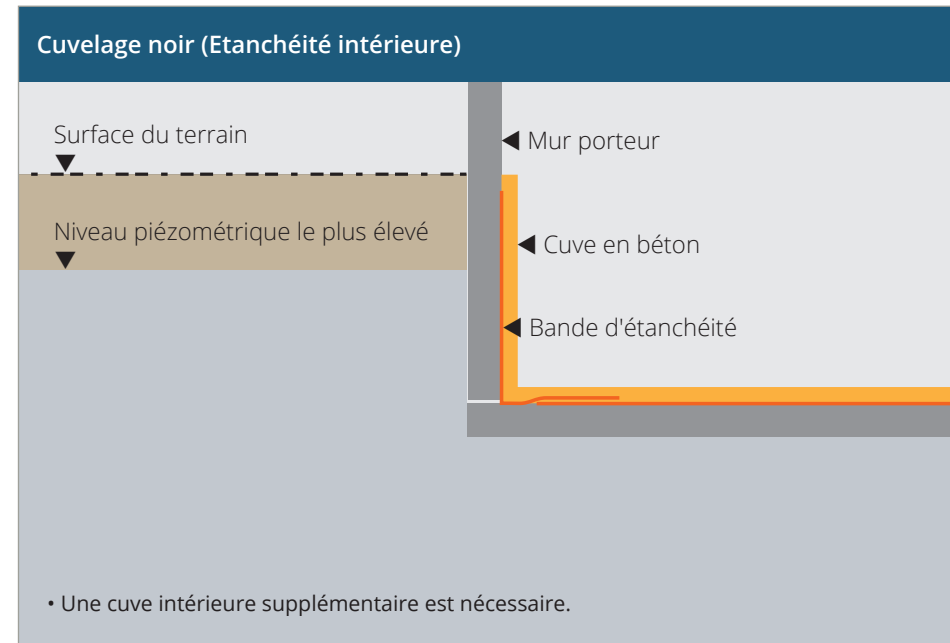 Cuvelage noir (Etanchéité intérieure)
Surface du terrain
Mur porteur
Niveau piézométrique le plus élevé
Cuve en béton
Bande d'étanchéité
• Une cuve intérieure supplémentaire est nécessaire.